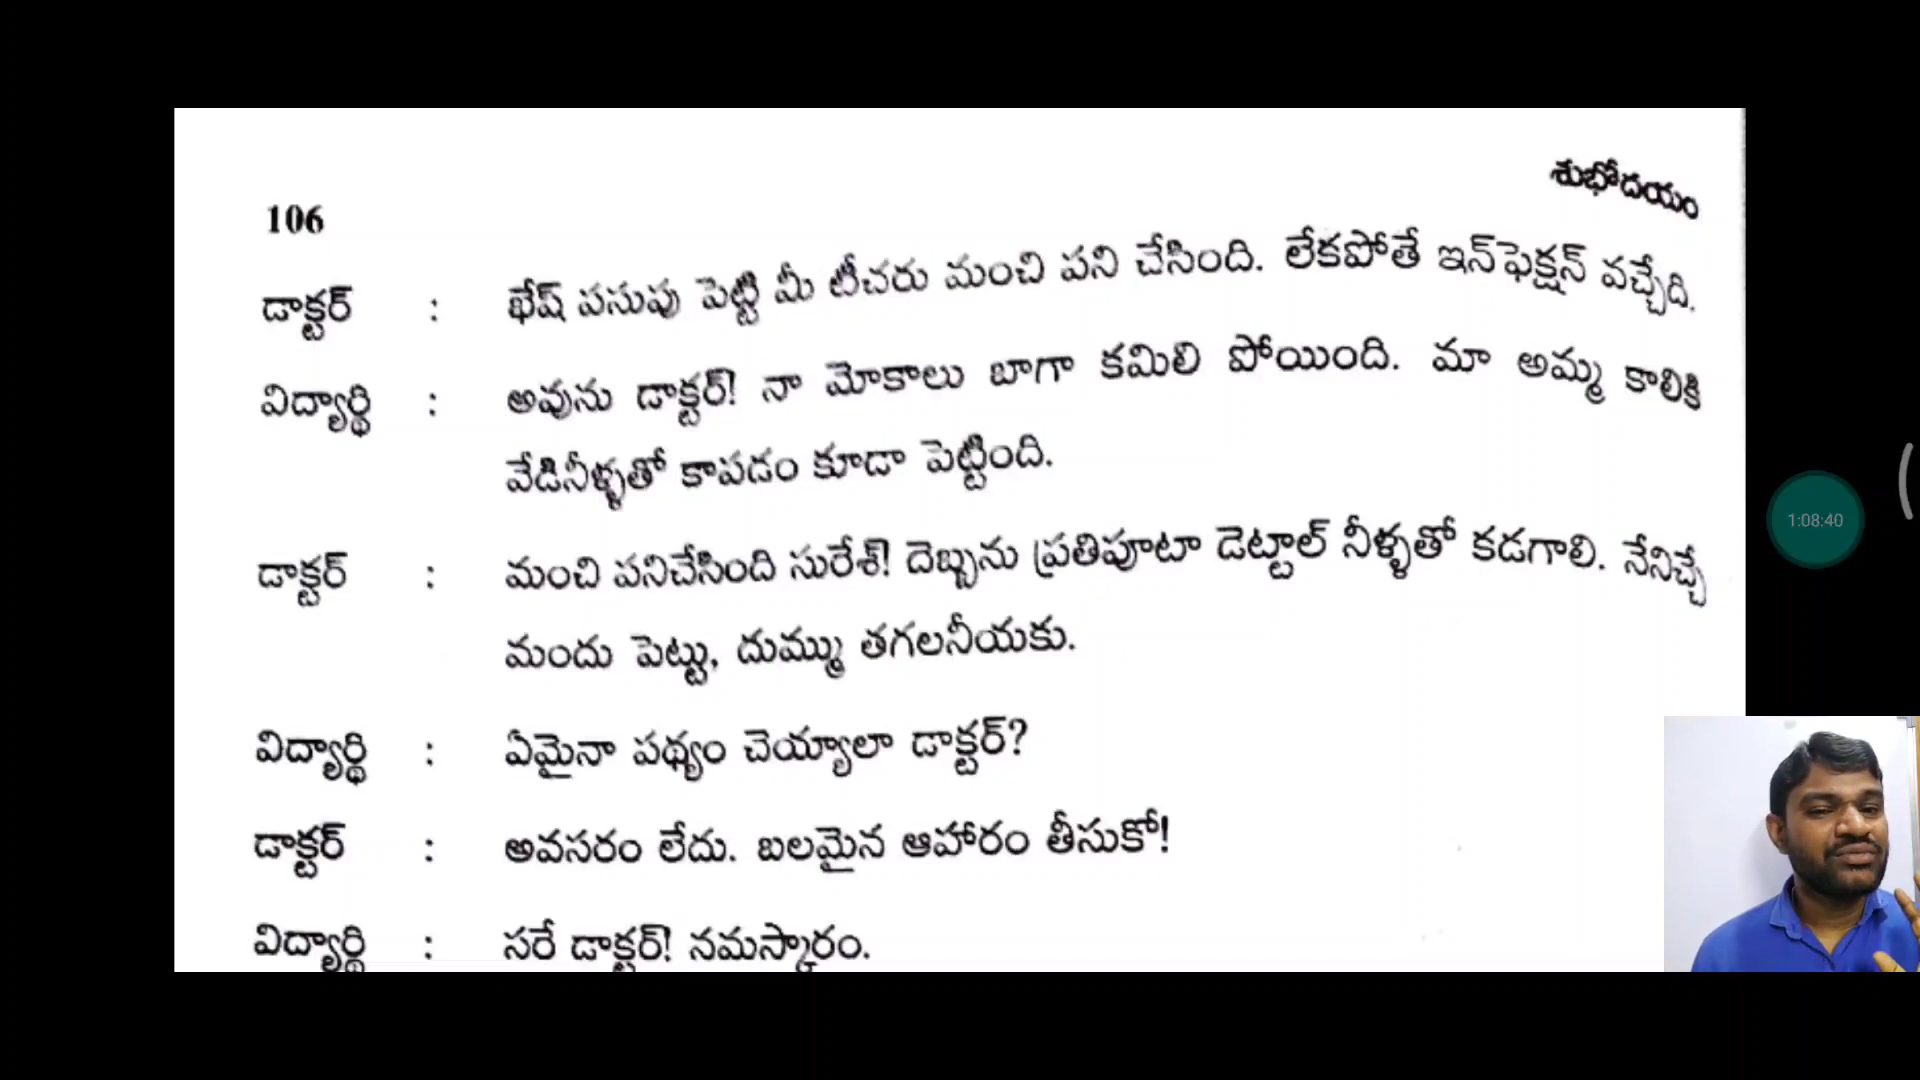 శుభోదయం
106
డాక్టర్ : భేష్ పసుపు పెట్టి మీ టీచరు మంచి పని చేసింది. లేకపోతే ఇన్‌ఫెక్షన్ వచ్చేది.
విద్యార్థి : అవును డాక్టర్! నా మోకాలు బాగా కమిలి పోయింది. మా అమ్మ కాలికి
వేడినీళ్ళతో కాపడం కూడా పెట్టింది.
డాక్టర్ : మంచి పనిచేసింది సురేశ్! దెబ్బను ప్రతిపూటా డెట్టాల్ నీళ్ళతో కడగాలి. నేనిచ్చే
మందు పెట్టు, దుమ్ము తగలనీయకు.
విద్యార్థి : ఏమైనా పథ్యం చెయ్యాలా డాక్టర్?
డాక్టర్ : అవసరం లేదు. బలమైన ఆహారం తీసుకో!
విద్యార్థి : సరే డాక్టర్! నమస్కారం.
1:08:40